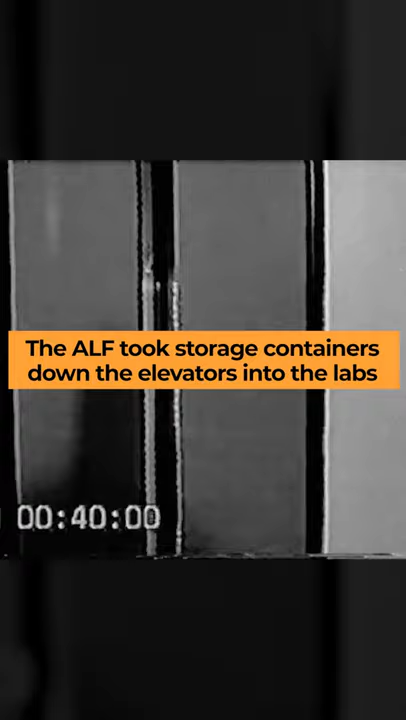 The ALF took storage containers
down the elevators into the labs
00:40:00